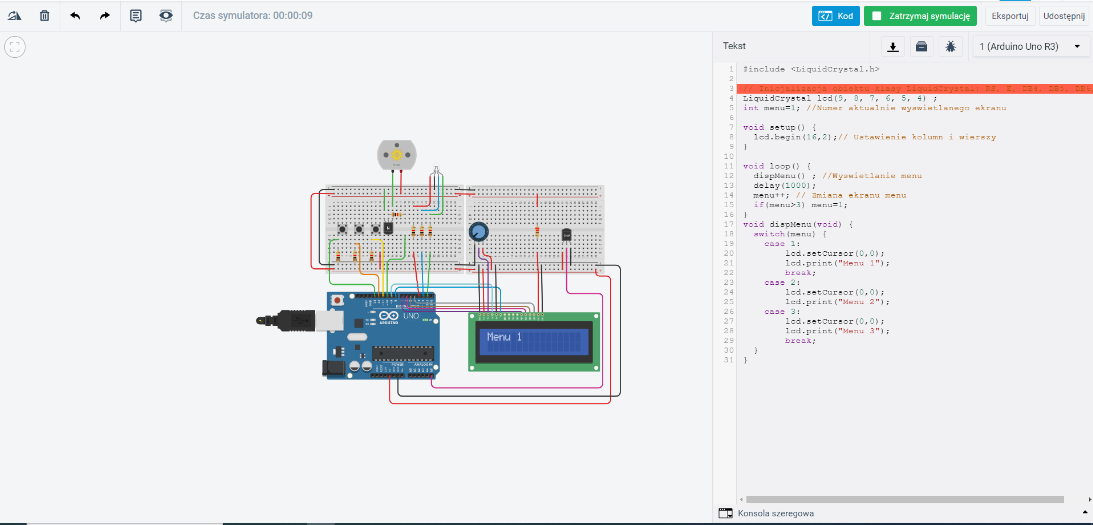 Czas symulatora: 00:00:09
Kod
Zatrzymaj symulację
Eksportuj
Udostępnij
Tekst
1 (Arduino Uno R3)
1 #include <LiquidCrystal.h>
2
3 // Inicjalizacja obiektu klasy LiquidCrystal: RS, E, DB4, DB5, DB6
4 LiquidCrystal lcd(9, 8, 7, 6, 5, 4) ;
5 int menu=1; //Numer aktualnie wyswietlanego ekranu
6
7 void setup() {
8 lcd.begin(16,2);// Ustawienie kolumn i wierszy
9 }
10
11 void loop() {
12 dispMenu() ; //Wyswietlanie menu
13 delay(1000);
14 menu++; // Zmiana ekranu menu
15 if(menu>3) menu=1;
16 }
17 void dispMenu(void) {
18 switch(menu) {
19 case 1:
20 lcd.setCursor(0,0);
21 lcd.print("Menu 1");
22 break;
23 case 2:
24 lcd.setCursor(0,0);
25 lcd.print("Menu 2");
26 case 3:
27 lcd.setCursor(0,0);
28 lcd.print("Menu 3");
29 break;
30 }
31 }
UNO
ARDUINO
Menu 1
Konsola szeregowa